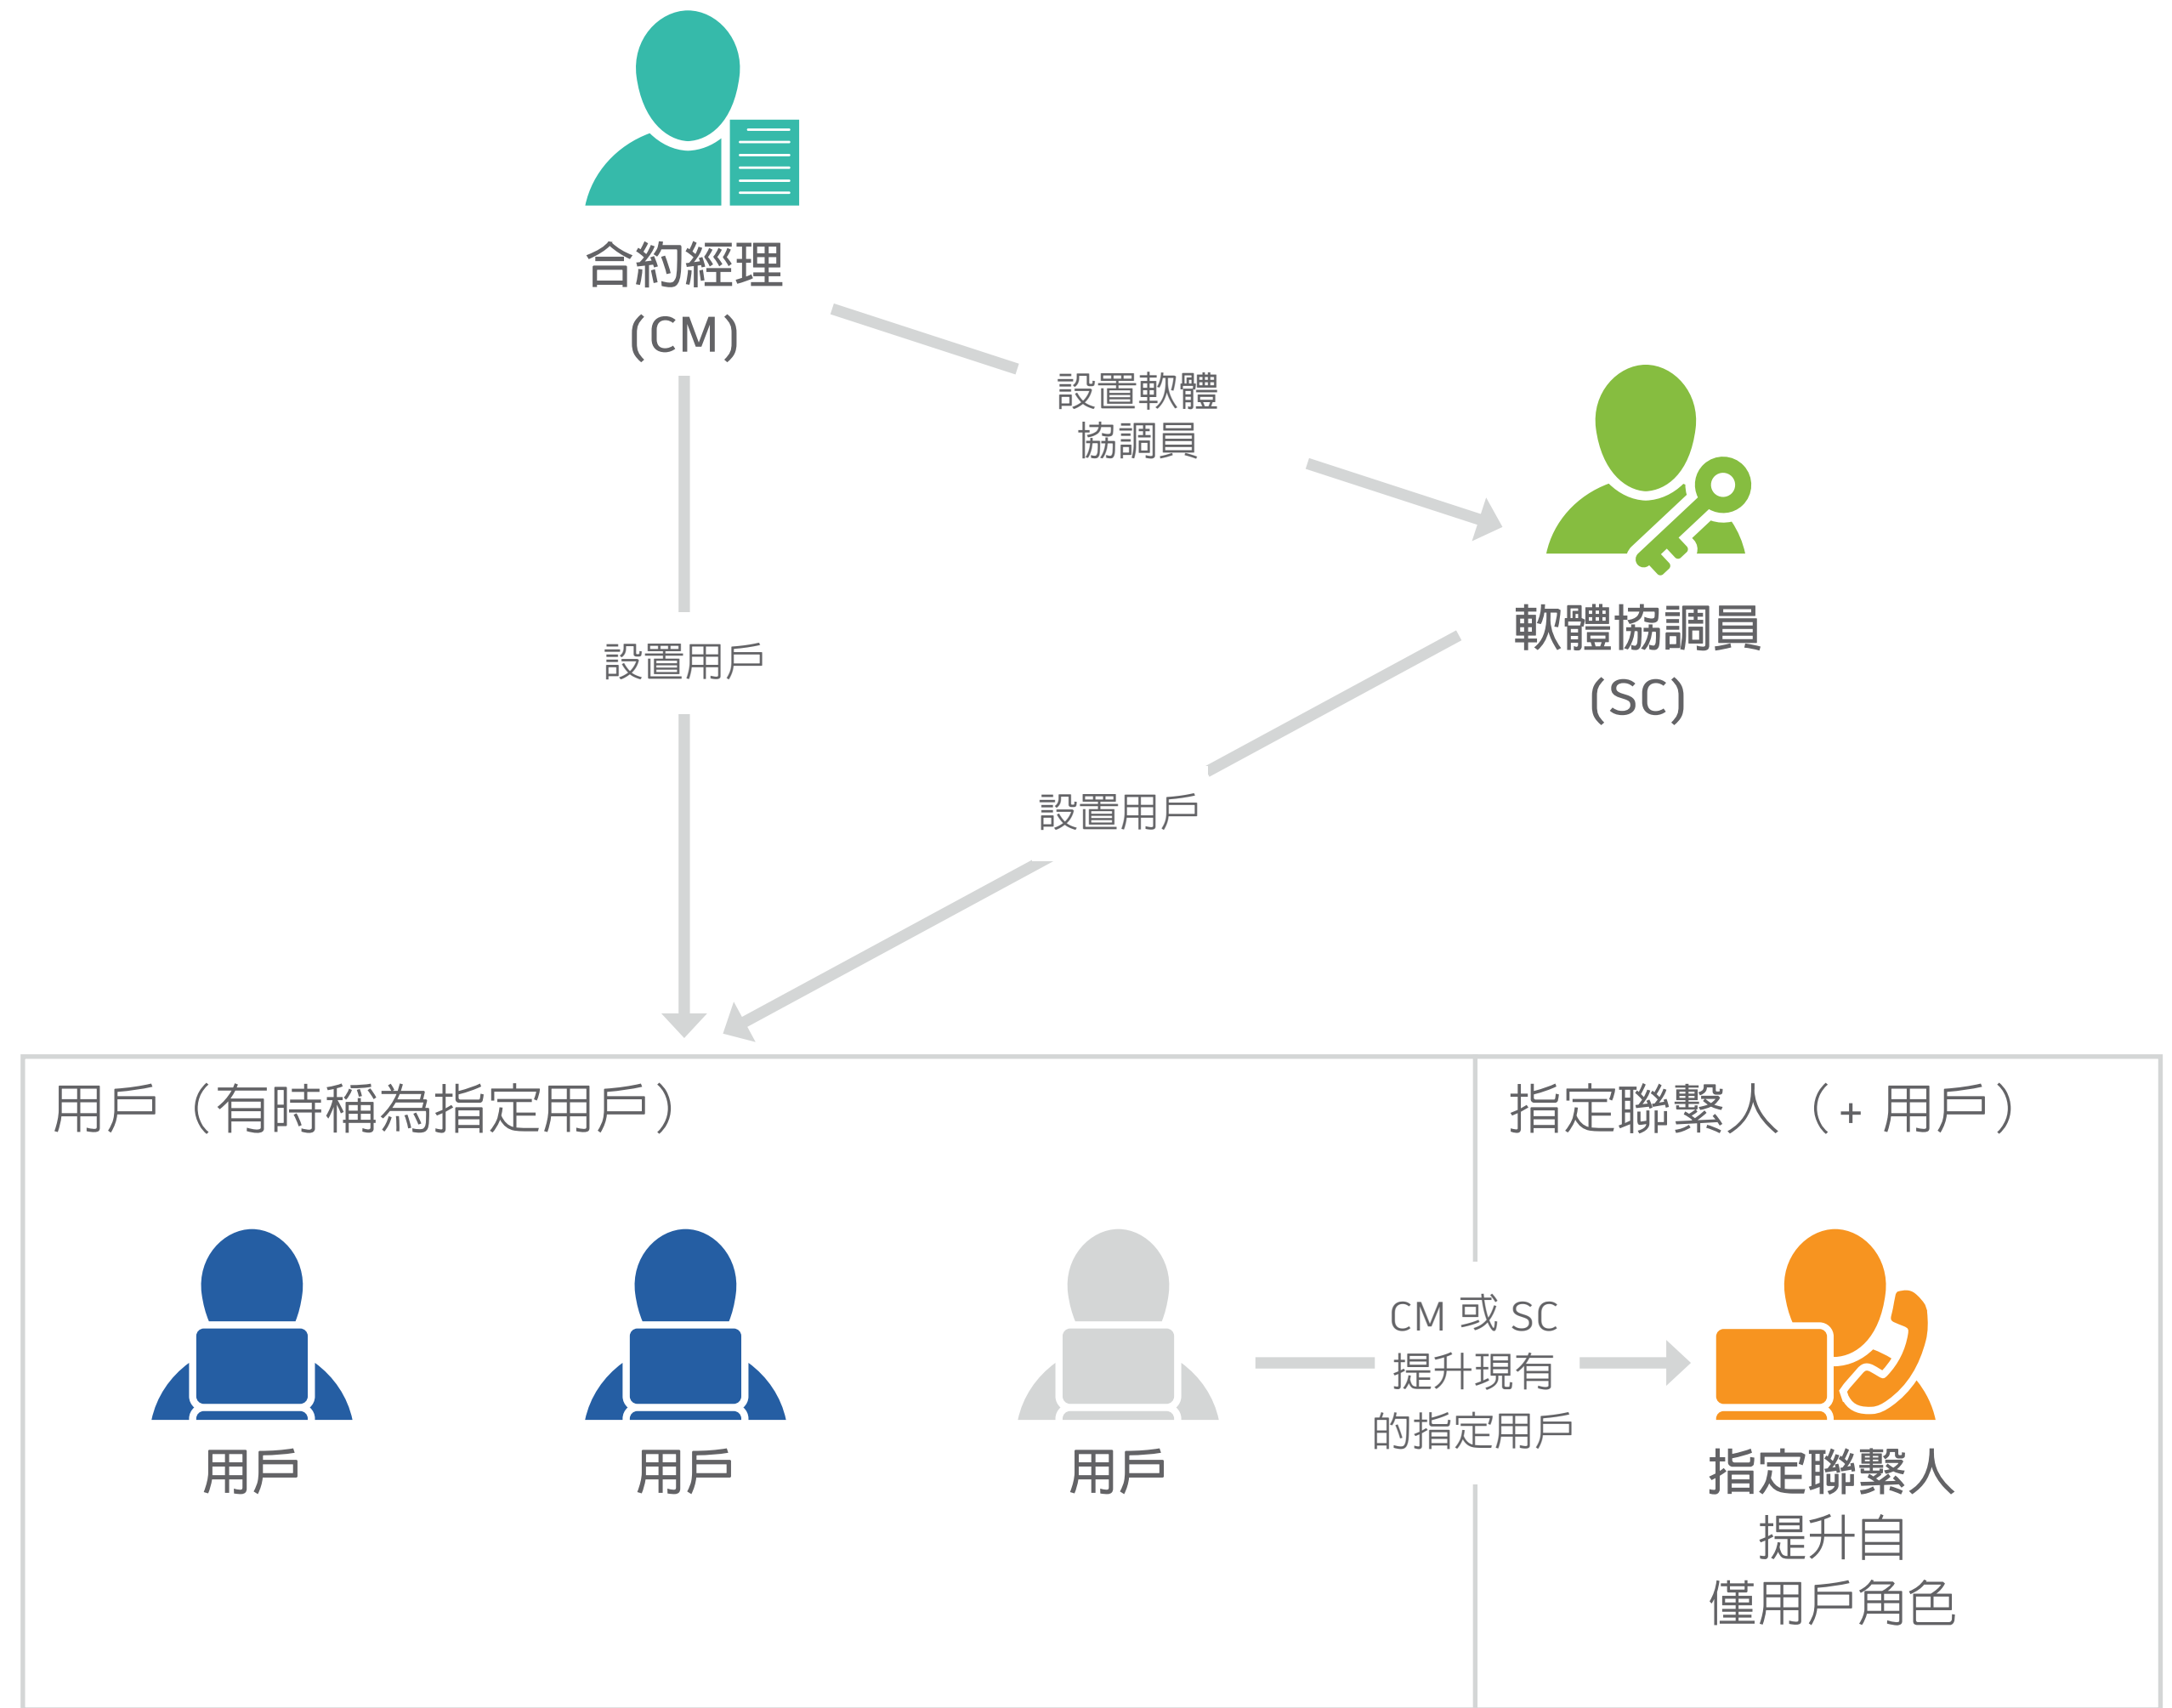 合約經理
(CM)
設置軟體
協調員
軟體協調員
(SC)
設置用戶
設置用戶
用戶（有時稱為指定用戶）
指定聯絡人（+ 用戶）
CM 或 SC
提升現有
的指定用戶
用戶
用戶
用戶
指定聯繫人
提升自
僅用戶角色